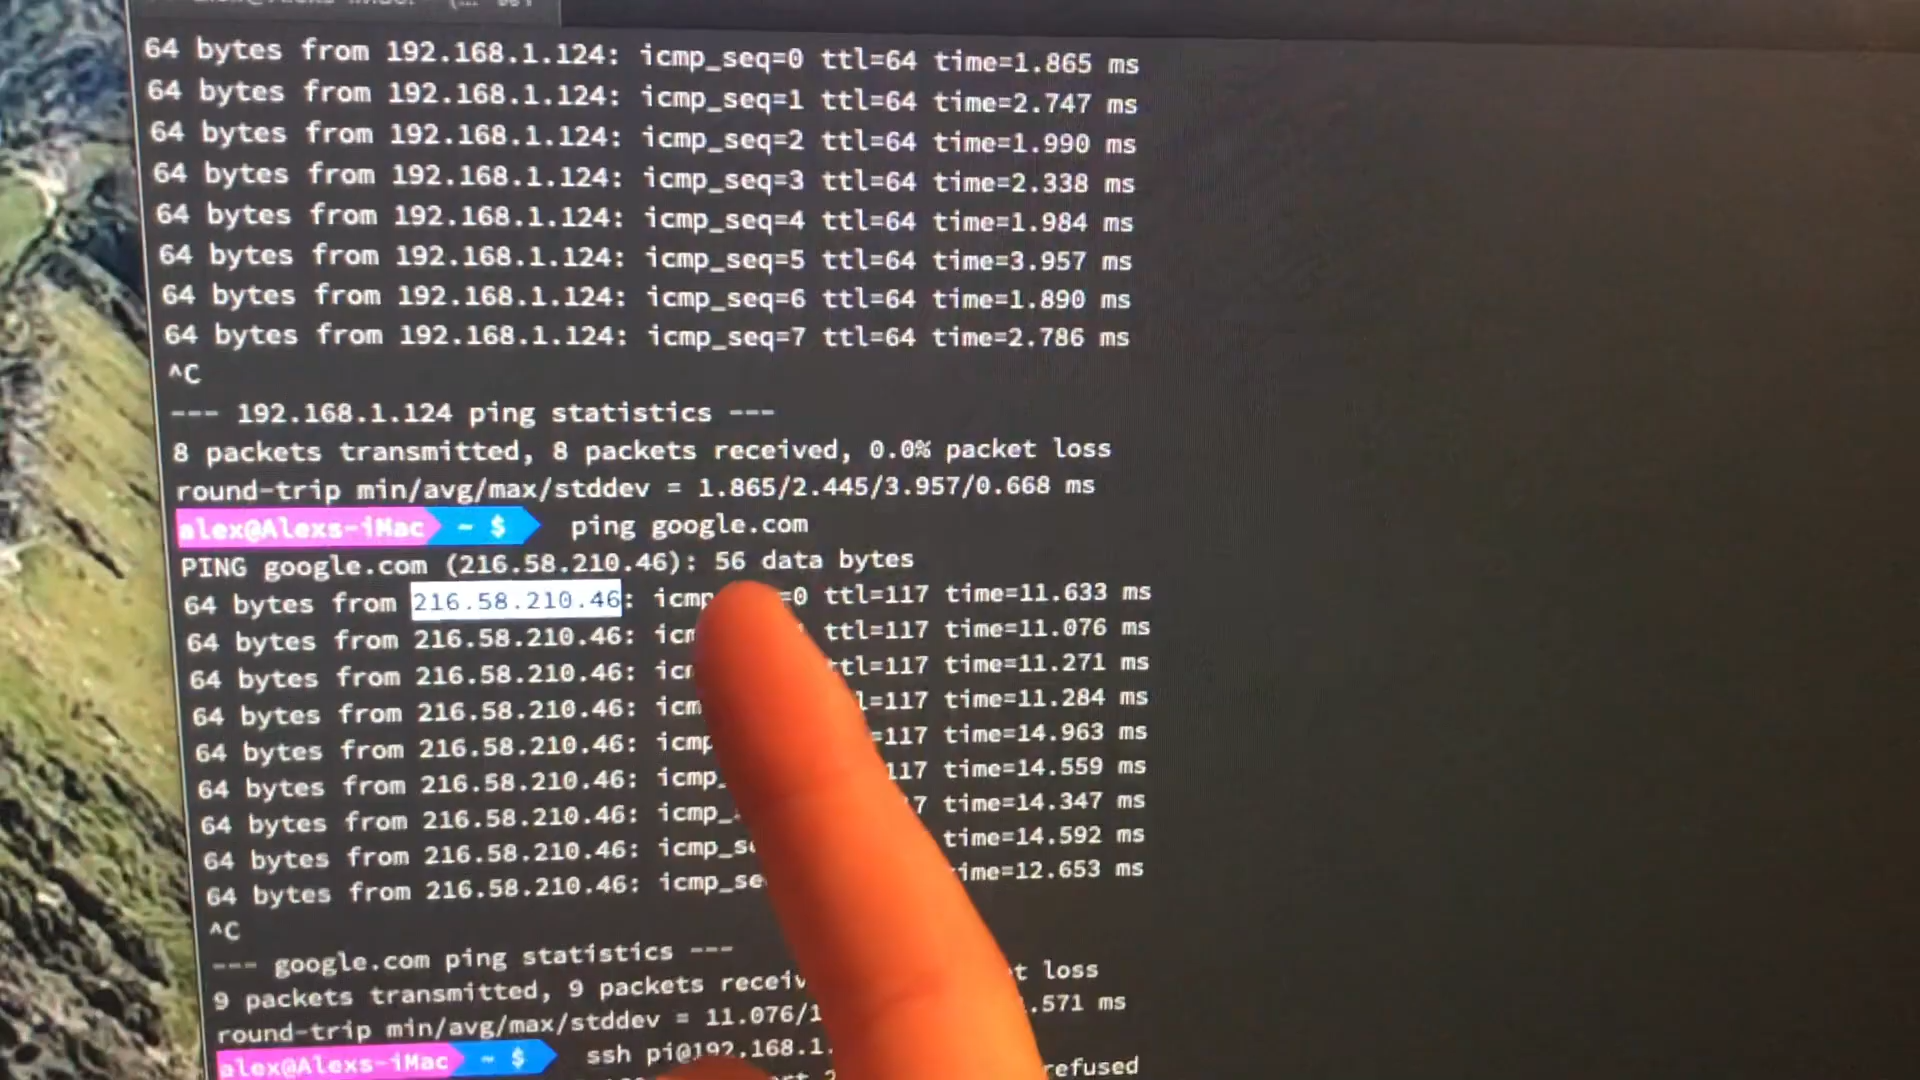 64 bytes from 192.168.1.124: icmp_seq=0 ttl=64 time=1.865 ms
64 bytes from 192.168.1.124: icmp_seq=1 ttl=64 time=2.747 ms
64 bytes from 192.168.1.124: icmp_seq=2 ttl=64 time=1.990 ms
64 bytes from 192.168.1.124: icmp_seq=3 ttl=64 time=2.338 ms
64 bytes from 192.168.1.124: icmp_seq=4 ttl=64 time=1.984 ms
64 bytes from 192.168.1.124: icmp_seq=5 ttl=64 time=3.957 ms
64 bytes from 192.168.1.124: icmp_seq=6 ttl=64 time=1.890 ms
64 bytes from 192.168.1.124: icmp_seq=7 ttl=64 time=2.786 ms
^C
--- 192.168.1.124 ping statistics ---
8 packets transmitted, 8 packets received, 0.0% packet loss
round-trip min/avg/max/stddev = 1.865/2.445/3.957/0.668 ms
alex@Alexs-iMac ~ $ ping google.com
PING google.com (216.58.210.46): 56 data bytes
64 bytes from 216.58.210.46: =0 ttl=117 time=11.633 ms
64 bytes from 216.58.210.46: ttl=117 time=11.076 ms
64 bytes from 216.58.210.46: ttl=117 time=11.271 ms
64 bytes from 216.58.210.46: =117 time=11.284 ms
64 bytes from 216.58.210.46: =117 time=14.963 ms
64 bytes from 216.58.210.46: time=14.559 ms
64 bytes from 216.58.210.46: time=14.347 ms
64 bytes from 216.58.210.46: time=14.592 ms
64 bytes from 216.58.210.46: ime=12.653 ms
^C
--- google.com ping statistics ---
9 packets transmitted, 9 packets loss
round-trip min/avg/max/stddev = 11.076/1 .571 ms
alex@Alexs-iMac ~ $ ssh pi@192.168.1.
refused